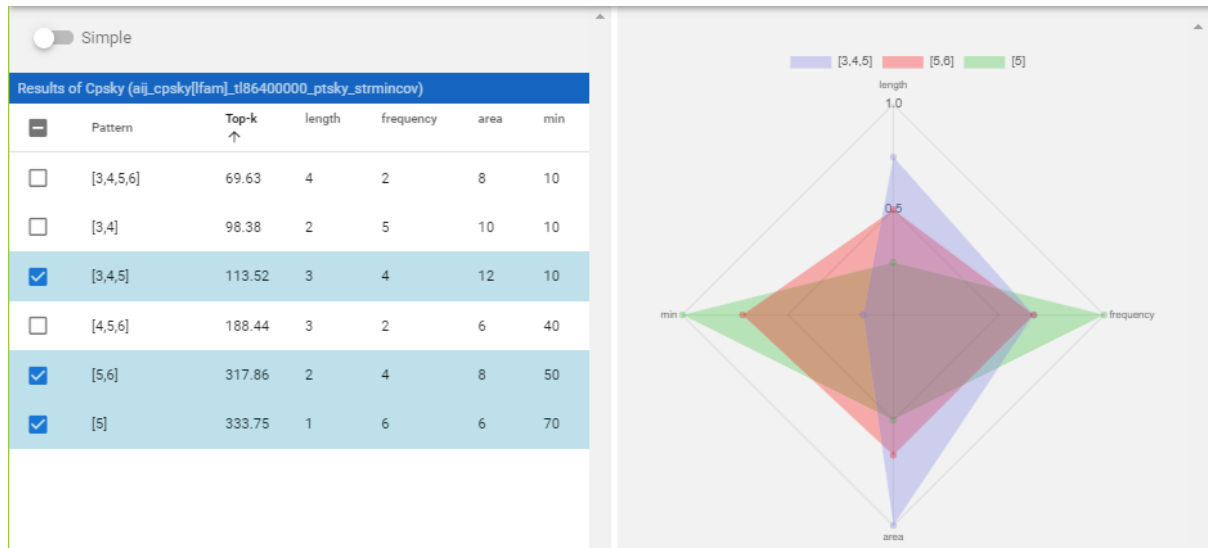 Simple
Results of Cpsky (aij_cpsky[lfam]_tl86400000_ptsky_strmincov)
Pattern Top-k length frequency area min
[3,4,5,6] 69.63 4 2 8 10
[3,4] 98.38 2 5 10 10
[3,4,5] 113.52 3 4 12 10
[4,5,6] 188.44 3 2 6 40
[5,6] 317.86 2 4 8 50
[5] 333.75 1 6 6 70
[3,4,5] [5,6] [5]
length
1.0
0.5
min frequency
area